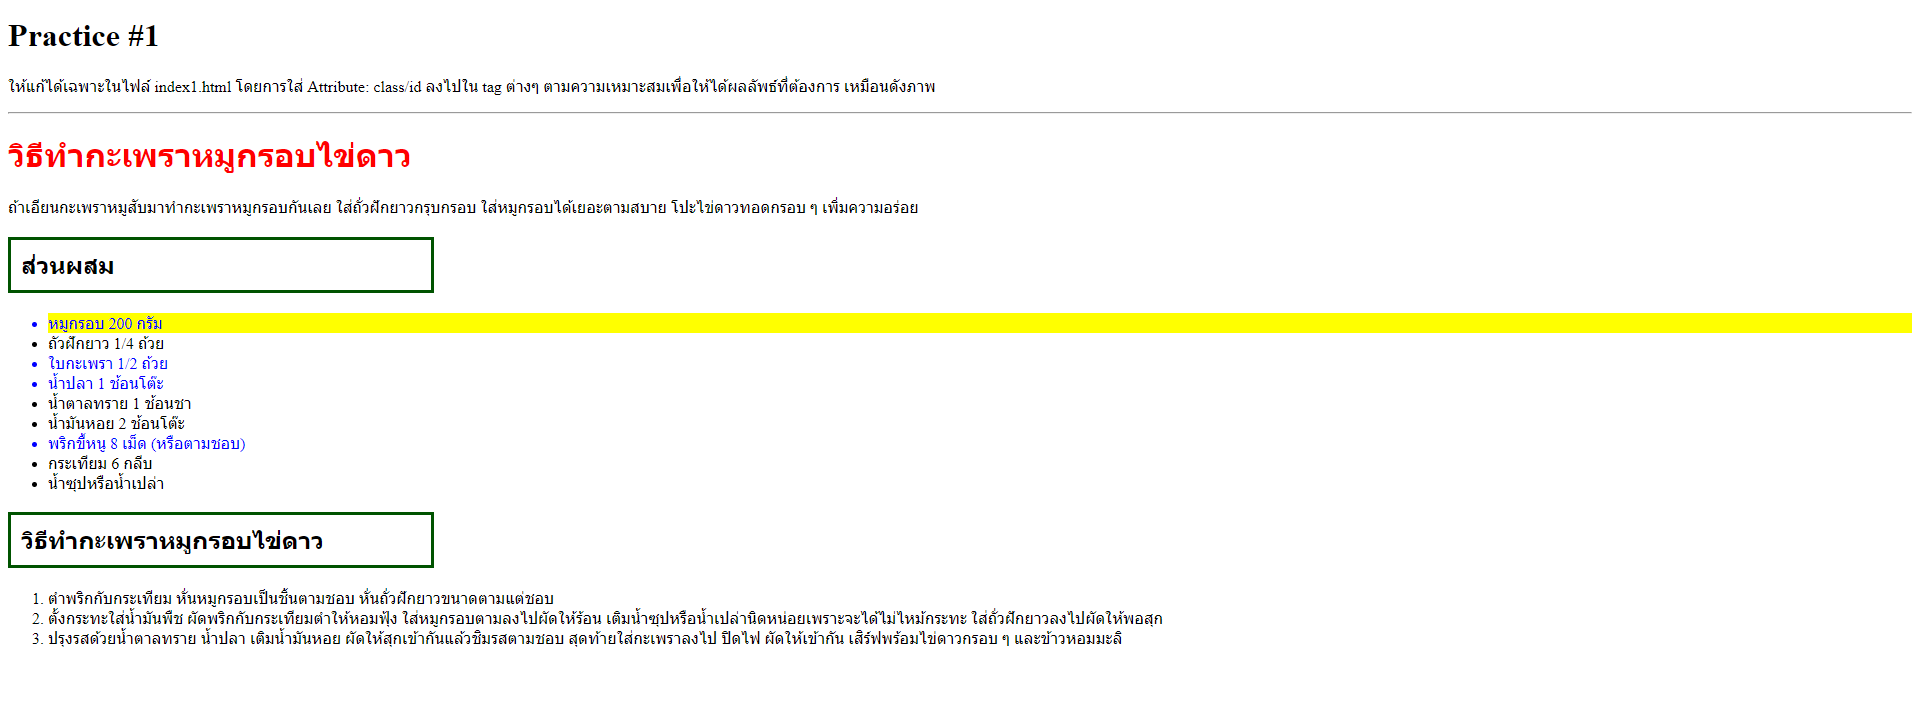 Practice #1
ให้แก้ได้เฉพาะในไฟล์ index1.html โดยการใส่ Attribute: class/id ลงไปใน tag ต่างๆ ตามความเหมาะสมเพื่อให้ได้ผลลัพธ์ที่ต้องการ เหมือนดังภาพ
วิธีทำกะเพราหมูกรอบไข่ดาว
ถ้าเอียนกะเพราหมูสับมาทำกะเพราหมูกรอบกันเลย ใส่ถั่วฝักยาวกรุบกรอบ ใส่หมูกรอบได้เยอะตามสบาย โปะไข่ดาวทอดกรอบ ๆ เพิ่มความอร่อย
ส่วนผสม
• หมูกรอบ 200 กรัม
• ถัวฝักยาว 1/4 ถ้วย
• ใบกะเพรา 1/2 ถ้วย
• น้ำปลา 1 ช้อนโต๊ะ
• น้ำตาลทราย 1 ช้อนชา
• น้ำมันหอย 2 ช้อนโต๊ะ
• พริกขี้หนู 8 เม็ด (หรือตามชอบ)
• กระเทียม 6 กลีบ
• น้ำซุปหรือน้ำเปล่า
วิธีทำกะเพราหมูกรอบไข่ดาว
1. ตำพริกกับกระเทียม หั่นหมูกรอบเป็นชิ้นตามชอบ หั่นถั่วฝักยาวขนาดตามแต่ชอบ
2. ตั้งกระทะใส่น้ำมันพืช ผัดพริกกับกระเทียมตำให้หอมฟุ้ง ใส่หมูกรอบตามลงไปผัดให้ร้อน เติมน้ำซุปหรือน้ำเปล่านิดหน่อยเพราะจะได้ไม่ไหม้กระทะ ใส่ถั่วฝักยาวลงไปผัดให้พอสุก
3. ปรุงรสด้วยน้ำตาลทราย น้ำปลา เติมน้ำมันหอย ผัดให้สุกเข้ากันแล้วชิมรสตามชอบ สุดท้ายใส่กะเพราลงไป ปิดไฟ ผัดให้เข้ากัน เสิร์ฟพร้อมไข่ดาวกรอบ ๆ และข้าวหอมมะลิ